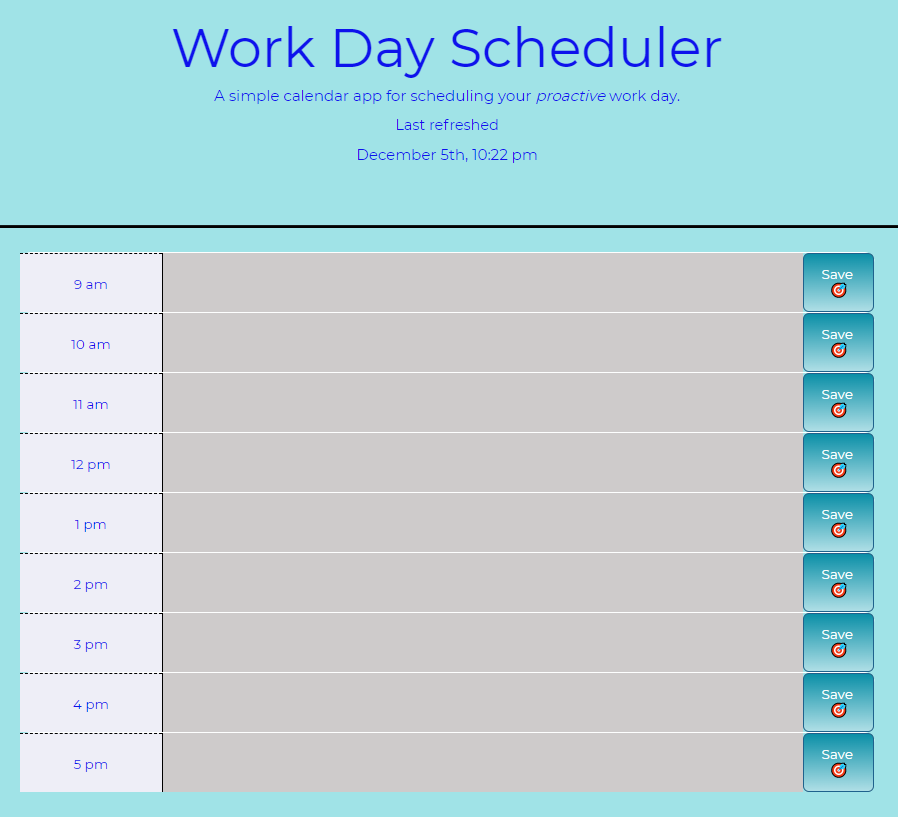 Work Day Scheduler
A simple calendar app for scheduling your proactive work day.
Last refreshed
December 5th, 10:22 pm
9 am
Save
10 am
Save
11 am
Save
12 pm
Save
1 pm
Save
2 pm
Save
3 pm
Save
4 pm
Save
5 pm
Save